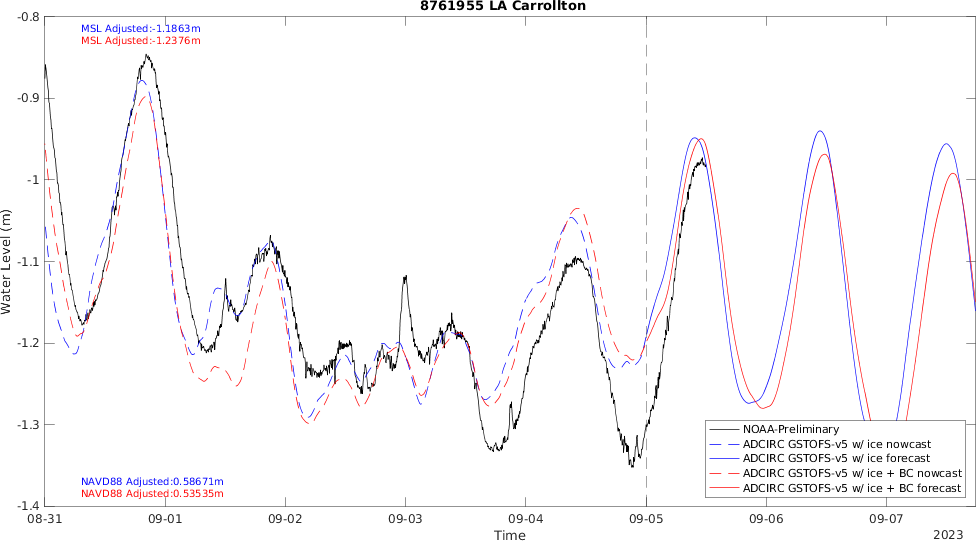 8761955 LA Carrollton
MSL Adjusted:-1.1863m
MSL Adjusted:-1.2376m
Water Level (m)
-0.8
-0.9
-1
-1.1
-1.2
-1.3
-1.4
NAVD88 Adjusted:0.58671m
NAVD88 Adjusted:0.53535m
NOAA-Preliminary
ADCIRC GSTOFS-v5 w/ ice nowcast
ADCIRC GSTOFS-v5 w/ ice forecast
ADCIRC GSTOFS-v5 w/ ice + BC nowcast
ADCIRC GSTOFS-v5 w/ ice + BC forecast
08-31 09-01 09-02 09-03 09-04 09-05 09-06 09-07
Time
2023